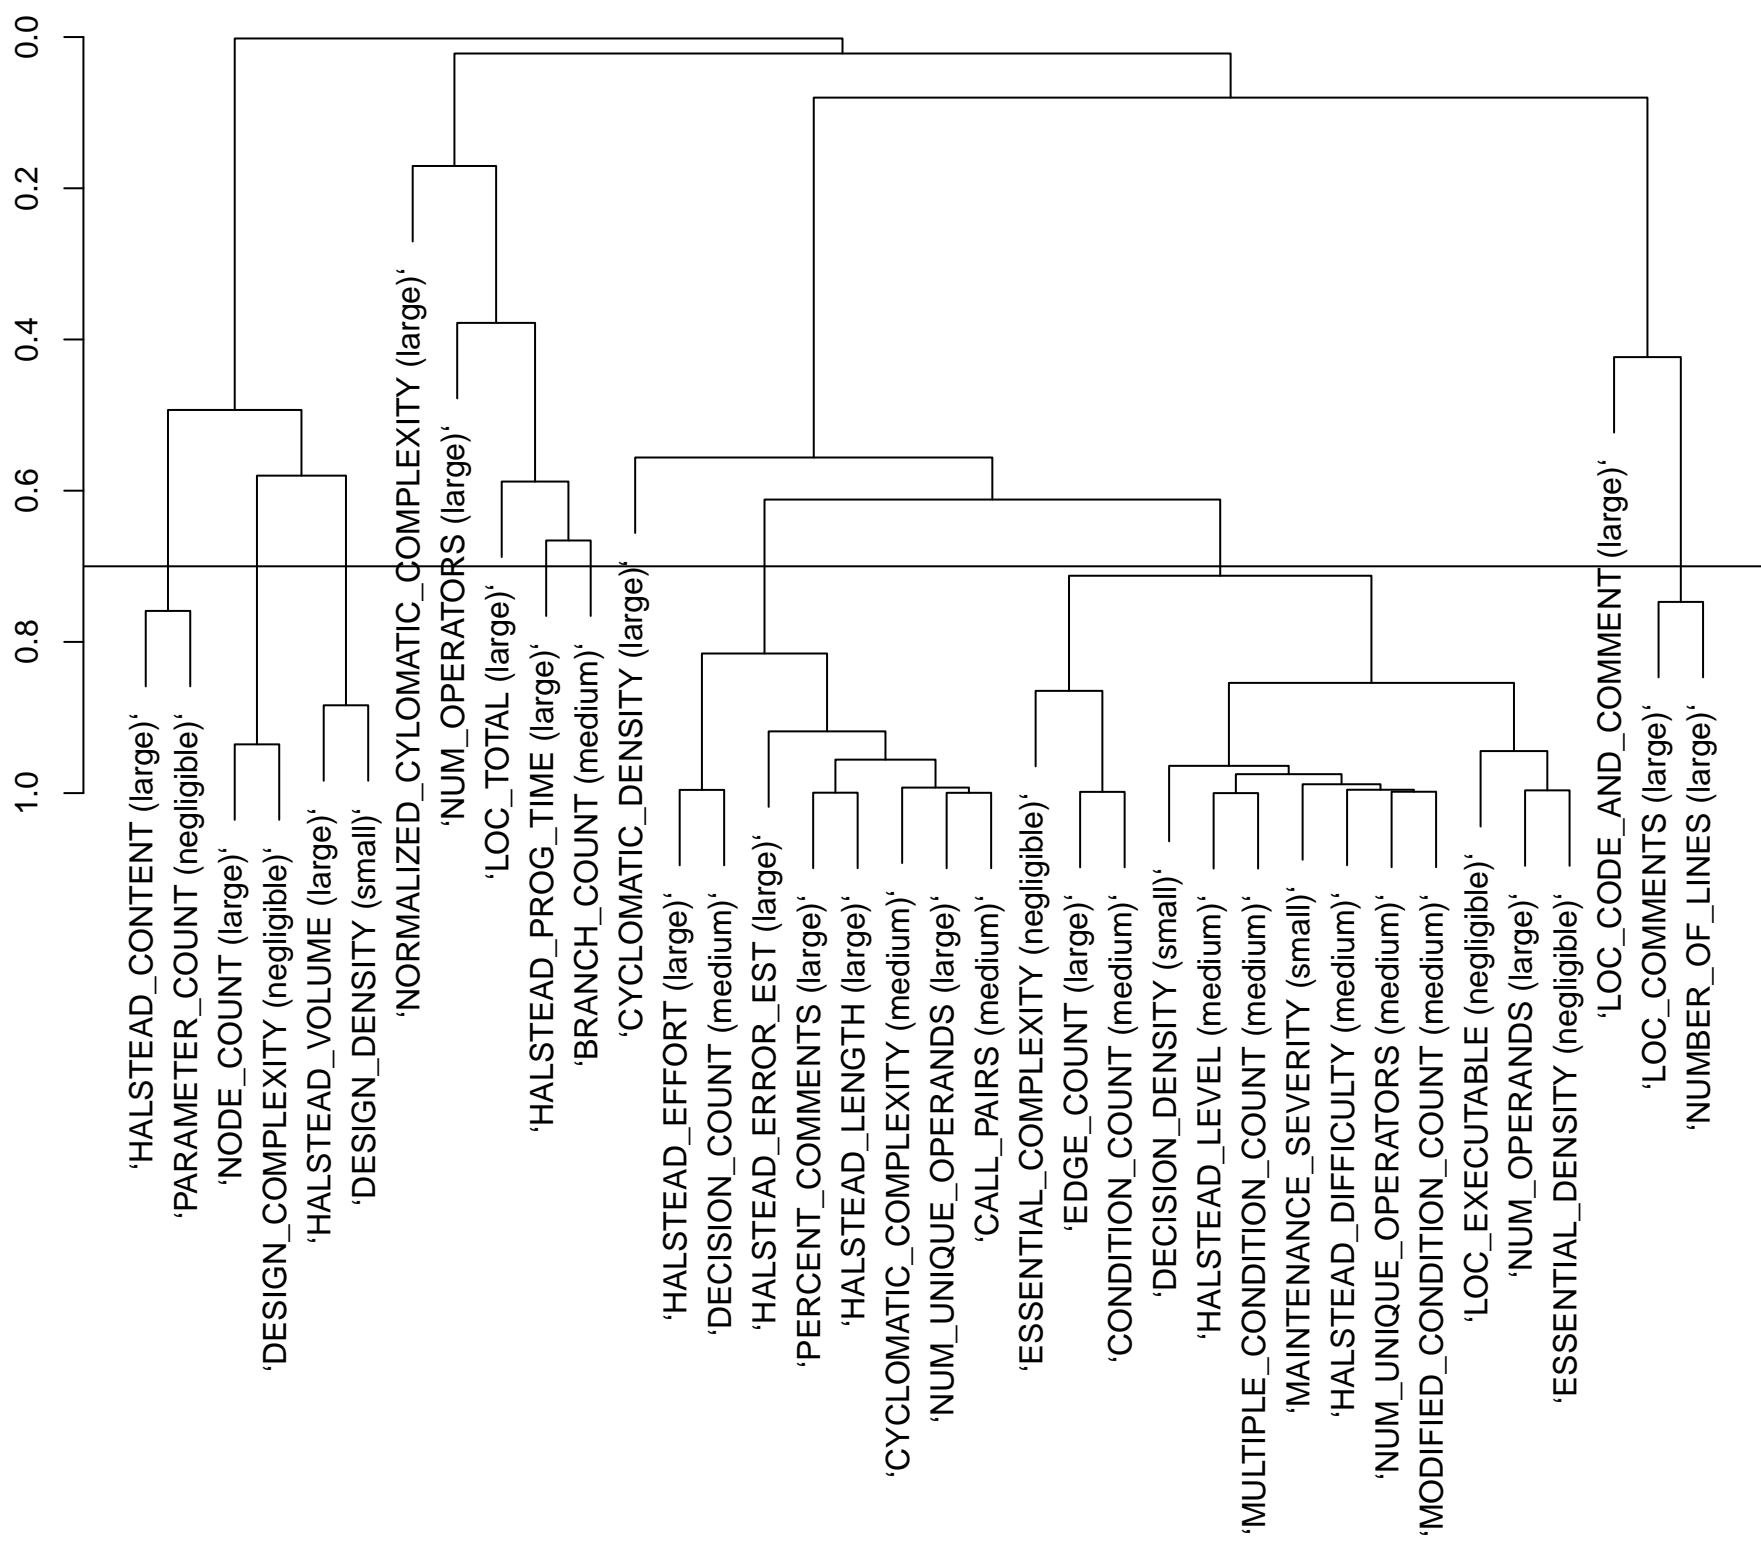 0.0
0.2
0.4
0.6
0.8
1.0
‘HALSTEAD_CONTENT (large)‘
‘PARAMETER_COUNT (negligible)‘
‘NODE_COUNT (large)‘
‘DESIGN_COMPLEXITY (negligible)‘
‘HALSTEAD_VOLUME (large)‘
‘DESIGN_DENSITY (small)‘
‘NORMALIZED_CYLOMATIC_COMPLEXITY (large)‘
‘NUM_OPERATORS (large)‘
‘LOC_TOTAL (large)‘
‘HALSTEAD_PROG_TIME (large)‘
‘BRANCH_COUNT (medium)‘
‘CYCLOMATIC_DENSITY (large)‘
‘HALSTEAD_EFFORT (large)‘
‘DECISION_COUNT (medium)‘
‘HALSTEAD_ERROR_EST (large)‘
‘PERCENT_COMMENTS (large)‘
‘HALSTEAD_LENGTH (large)‘
‘CYCLOMATIC_COMPLEXITY (medium)‘
‘NUM_UNIQUE_OPERANDS (large)‘
‘CALL_PAIRS (medium)‘
‘ESSENTIAL_COMPLEXITY (negligible)‘
‘EDGE_COUNT (large)‘
‘CONDITION_COUNT (medium)‘
‘DECISION_DENSITY (small)‘
‘HALSTEAD_LEVEL (medium)‘
‘MULTIPLE_CONDITION_COUNT (medium)‘
‘MAINTENANCE_SEVERITY (small)‘
‘HALSTEAD_DIFFICULTY (medium)‘
‘NUM_UNIQUE_OPERATORS (medium)‘
‘MODIFIED_CONDITION_COUNT (medium)‘
‘LOC_EXECUTABLE (negligible)‘
‘NUM_OPERANDS (large)‘
‘ESSENTIAL_DENSITY (negligible)‘
‘LOC_CODE_AND_COMMENT (large)‘
‘LOC_COMMENTS (large)‘
‘NUMBER_OF_LINES (large)‘